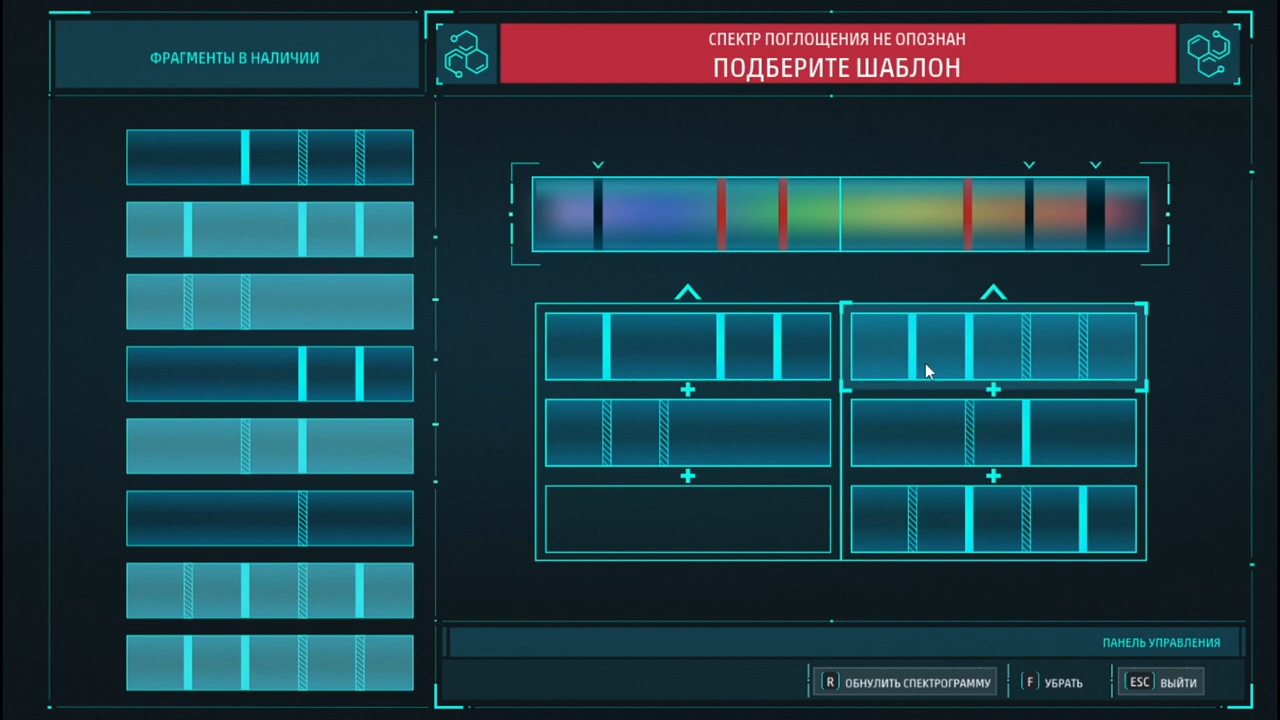 ФРАГМЕНТЫ В НАЛИЧИИ
СПЕКТР ПОГЛОЩЕНИЯ НЕ ОПОЗНАН
ПОДБЕРИТЕ ШАБЛОН
ПАНЕЛЬ УПРАВЛЕНИЯ
R ОБНУЛИТЬ СПЕКТРОГРАММУ F УБРАТЬ ESC ВЫЙТИ